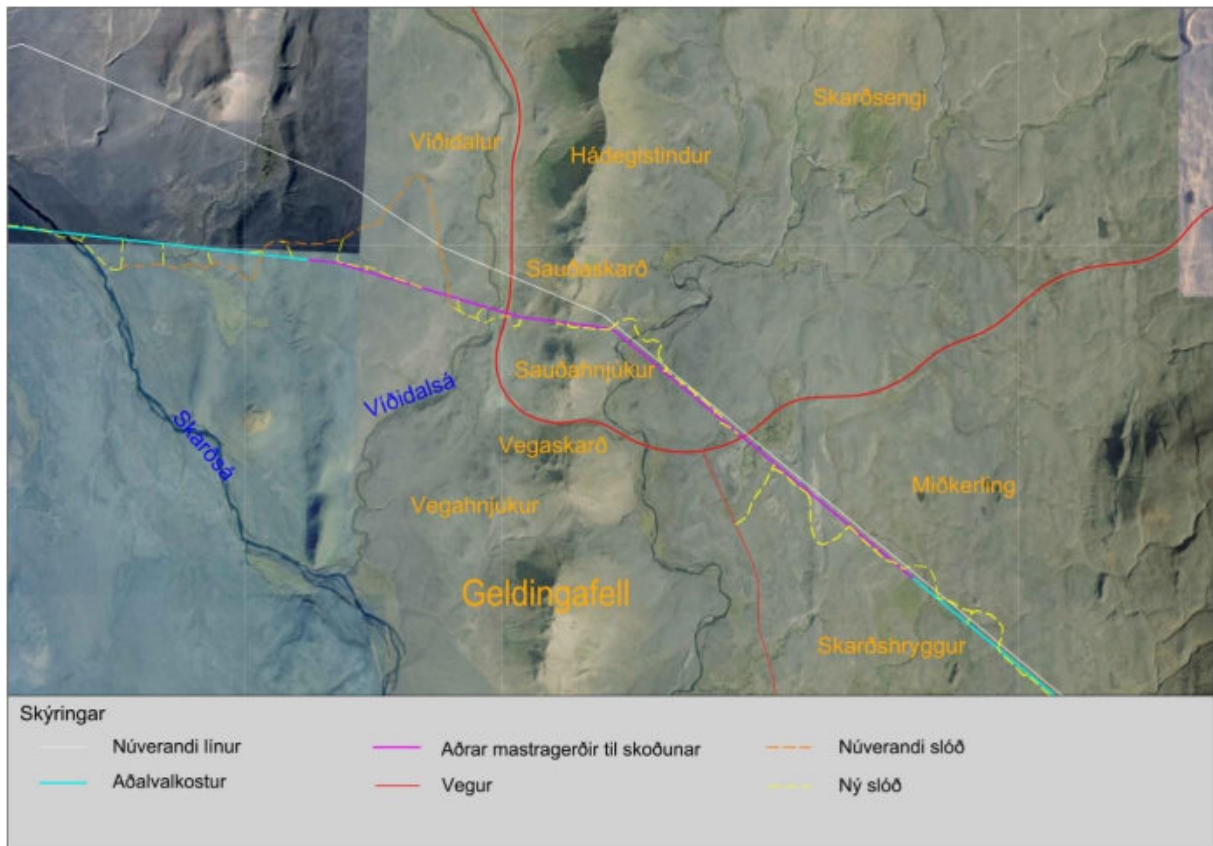 Skarðsengi
Víðidalur
Hádegistindur
Sauðaskarð
Sauðahnjúkur
Víðidalsá
Skarðsá
Vegaskarð
Miðkerling
Vegahnjúkur
Geldingafell
Skarðshryggur
Skýringar
Núverandi línur
Aðrar mastragerðir til skoðunar
Núverandi slóð
Aðalvalkostur
Vegur
Ný slóð